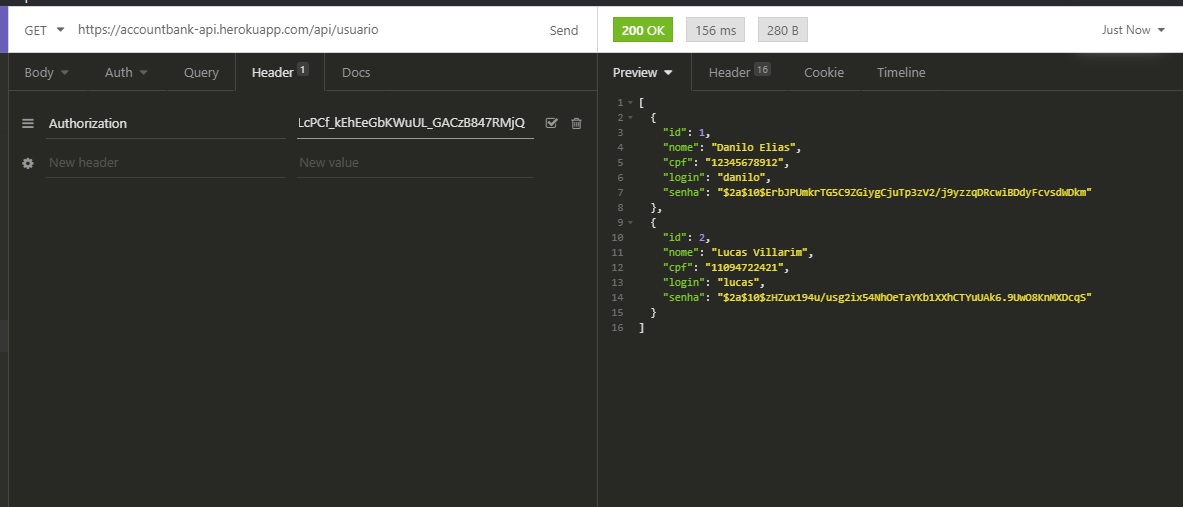 GET https://accountbank-api.herokuapp.com/api/usuario Send 200 OK 156 ms 280 B Just Now
Body Auth Query Header 1 Docs Preview Header 16 Cookie Timeline
Authorization LcPCf_kEhEeGbKWuUL_GACzB847RMjQ
New header New value
1 [
2 {
3 "id": 1,
4 "nome": "Danilo Elias",
5 "cpf": "12345678912",
6 "login": "danilo",
7 "senha": "$2a$10$ErbJPUmkrTG5C9ZGiygCjuTp3zV2/j9yzzqDRcwiBDdyFcvsdWDkm"
8 },
9 {
10 "id": 2,
11 "nome": "Lucas Villarim",
12 "cpf": "11094722421",
13 "login": "lucas",
14 "senha": "$2a$10$zHZux194u/usg2ix54NhOeTaYKb1XXhCTYuUAk6.9UwO8KnMXDcqS"
15 }
16 ]